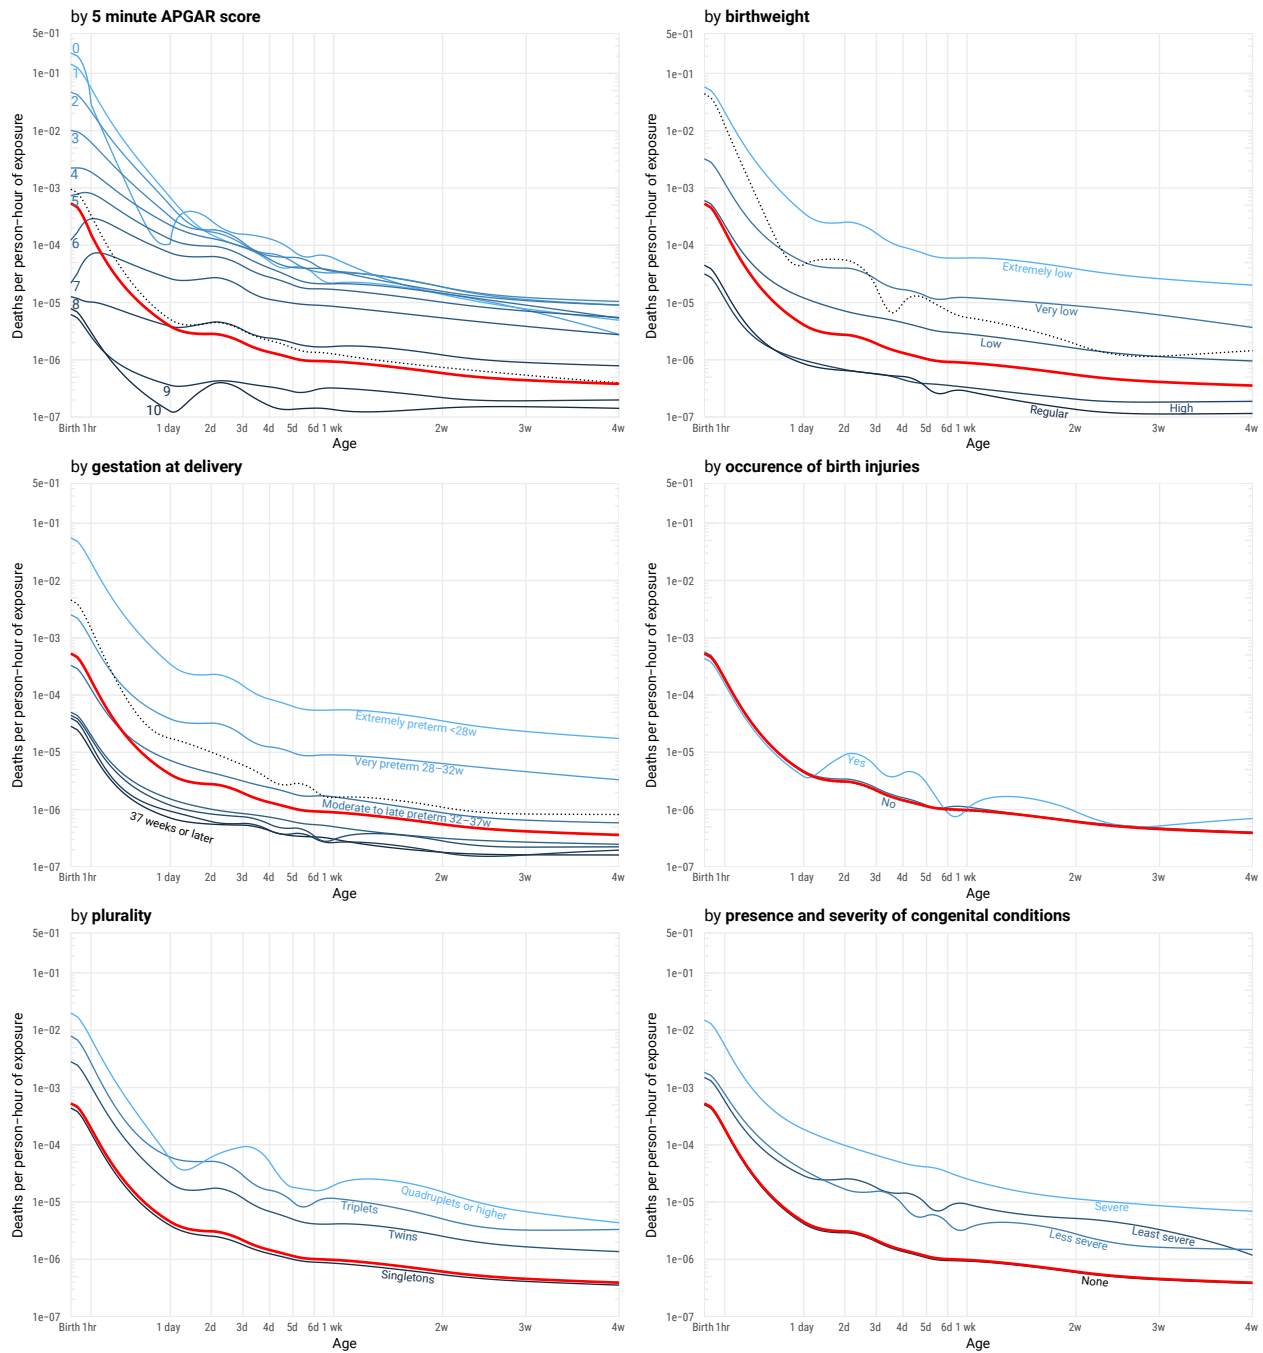 by 5 minute APGAR score
5e−01
1e−01
1e−02
1e−03
1e−04
1e−05
1e−06
1e−07
Deaths per person−hour of exposure
0
1
2
3
4
5
6
7
8
9
10
Birth 1hr 1 day 2d 3d 4d 5d 6d 1 wk 2w 3w 4w
Age
by birthweight
5e−01
1e−01
1e−02
1e−03
1e−04
1e−05
1e−06
1e−07
Deaths per person−hour of exposure
Extremely low
Very low
Low
Regular
High
Birth 1hr 1 day 2d 3d 4d 5d 6d 1 wk 2w 3w 4w
Age
by gestation at delivery
5e−01
1e−01
1e−02
1e−03
1e−04
1e−05
1e−06
1e−07
Deaths per person−hour of exposure
Extremely preterm <28w
Very preterm 28−32w
Moderate to late preterm 32−37w
37 weeks or later
Birth 1hr 1 day 2d 3d 4d 5d 6d 1 wk 2w 3w 4w
Age
by occurence of birth injuries
5e−01
1e−01
1e−02
1e−03
1e−04
1e−05
1e−06
1e−07
Deaths per person−hour of exposure
Yes
No
Birth 1hr 1 day 2d 3d 4d 5d 6d 1 wk 2w 3w 4w
Age
by plurality
5e−01
1e−01
1e−02
1e−03
1e−04
1e−05
1e−06
1e−07
Deaths per person−hour of exposure
Quadruplets or higher
Triplets
Twins
Singletons
Birth 1hr 1 day 2d 3d 4d 5d 6d 1 wk 2w 3w 4w
Age
by presence and severity of congenital conditions
5e−01
1e−01
1e−02
1e−03
1e−04
1e−05
1e−06
1e−07
Deaths per person−hour of exposure
Severe
Least severe
Less severe
None
Birth 1hr 1 day 2d 3d 4d 5d 6d 1 wk 2w 3w 4w
Age